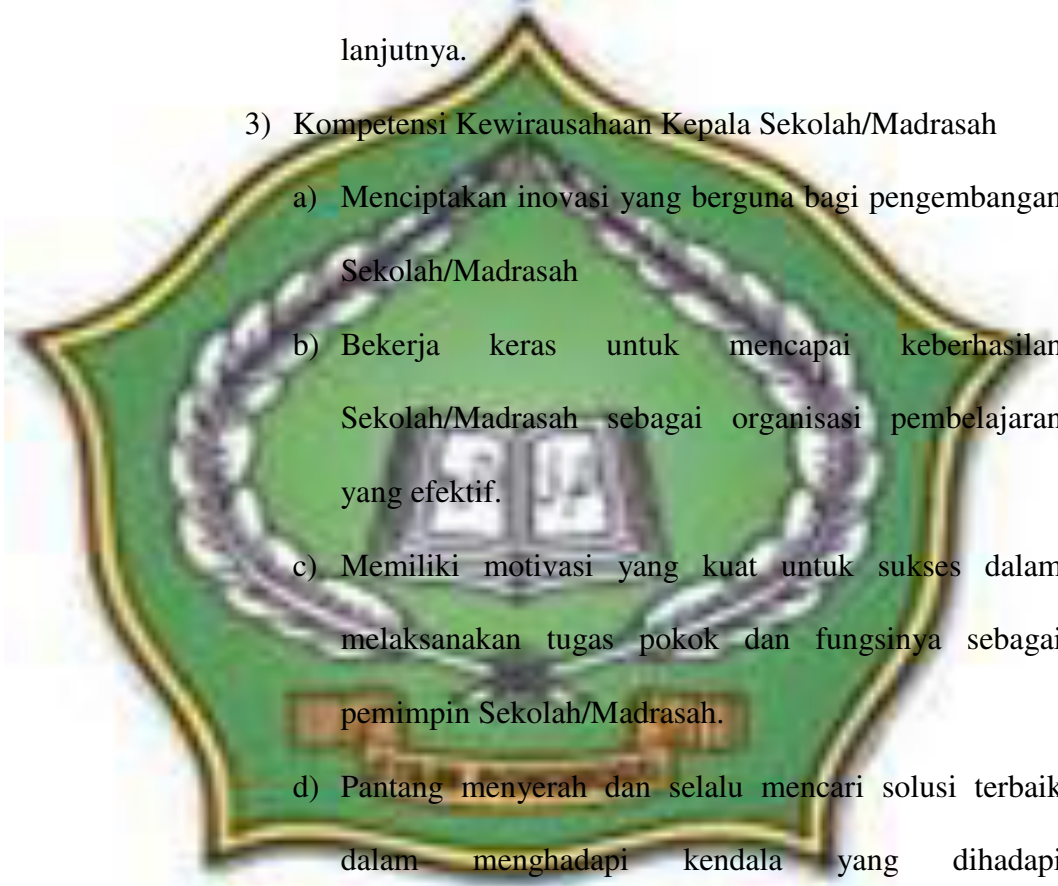 lanjutnya.
3) Kompetensi Kewirausahaan Kepala Sekolah/Madrasah
a) Menciptakan inovasi yang berguna bagi pengembangan
Sekolah/Madrasah
b) Bekerja keras untuk mencapai keberhasilan
Sekolah/Madrasah sebagai organisasi pembelajaran
yang efektif.
c) Memiliki motivasi yang kuat untuk sukses dalam
melaksanakan tugas pokok dan fungsinya sebagai
pemimpin Sekolah/Madrasah.
d) Pantang menyerah dan selalu mencari solusi terbaik
dalam menghadapi kendala yang dihadapi